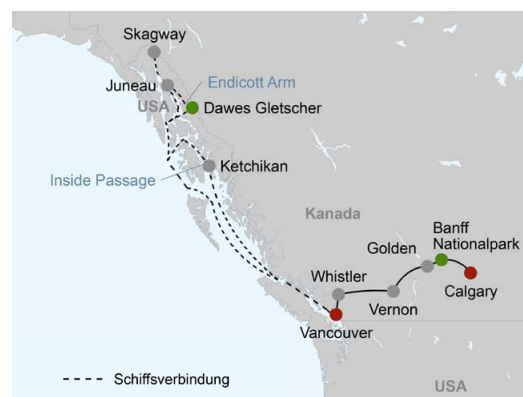 Skagway
Endicott Arm
Juneau
USA
Dawes Gletscher
Ketchikan
Inside Passage
Kanada
Banff
Nationalpark
Golden
Whistler
Calgary
Vernon
Vancouver
Schiffsverbindung
USA